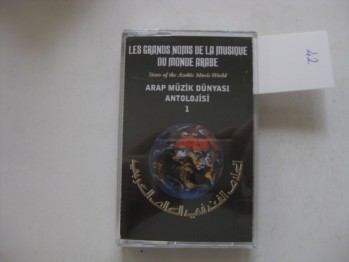 LES GRANDS NOMS DE LA MUSIQUE
DU MONDE ARABE
Stars of the Arabic Music World
ARAP MÜZİK DÜNYASI
ANTOLOJİSİ
1
42